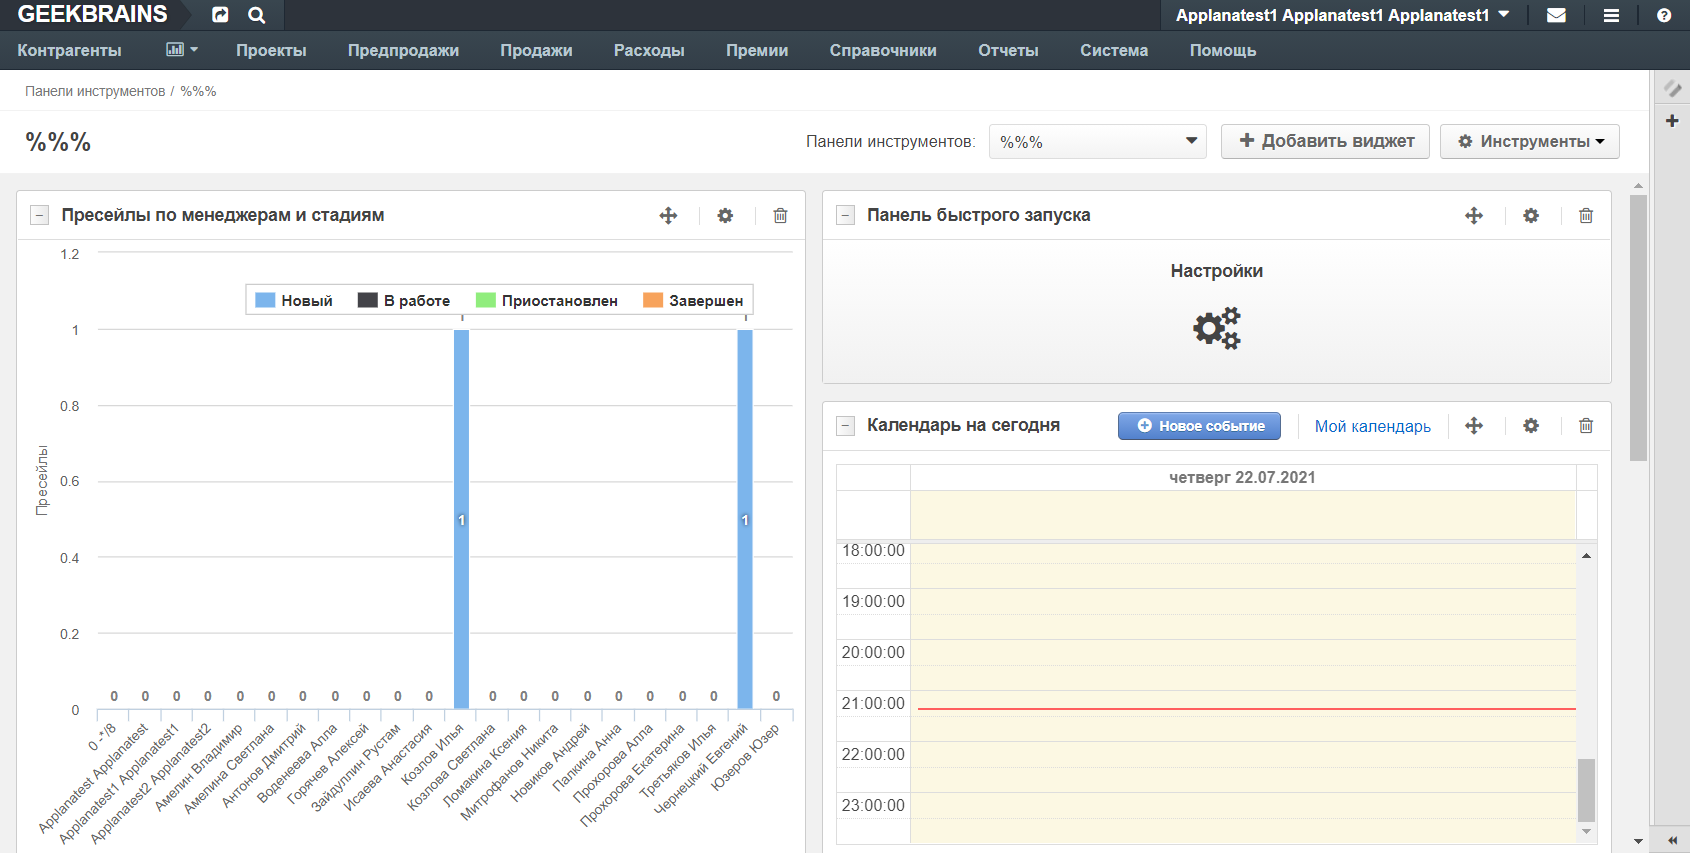 GEEKBRAINS
Applanatest1 Applanatest1 Applanatest1
Контрагенты Проекты Предпродажи Продажи Расходы Премии Справочники Отчеты Система Помощь
Панели инструментов / %%%
%%%
Панели инструментов: %%% Добавить виджет Инструменты
Пресейлы по менеджерам и стадиям
1.2
Новый В работе Приостановлен Завершен
1
0.8
0.6
0.4
0.2
0
Пресейлы
0 0 0 0 0 0 0 0 0 0 0 1 0 0 0 0 0 0 0 0 1 0
0 -*/8
Applanatest Applanatest
Applanatest1 Applanatest1
Applanatest2 Applanatest2
Амелин Владимир
Амелина Светлана
Антонов Дмитрий
Воденеева Алла
Горячев Алексей
Зайдуллин Рустам
Исаева Анастасия
Козлов Илья
Козлова Светлана
Ломакина Ксения
Митрофанов Никита
Новиков Андрей
Палкина Анна
Прохорова Алла
Прохорова Екатерина
Третьяков Илья
Чернецкий Евгений
Юзеров Юзер
Панель быстрого запуска
Настройки
Календарь на сегодня Новое событие Мой календарь
четверг 22.07.2021
18:00:00
19:00:00
20:00:00
21:00:00
22:00:00
23:00:00